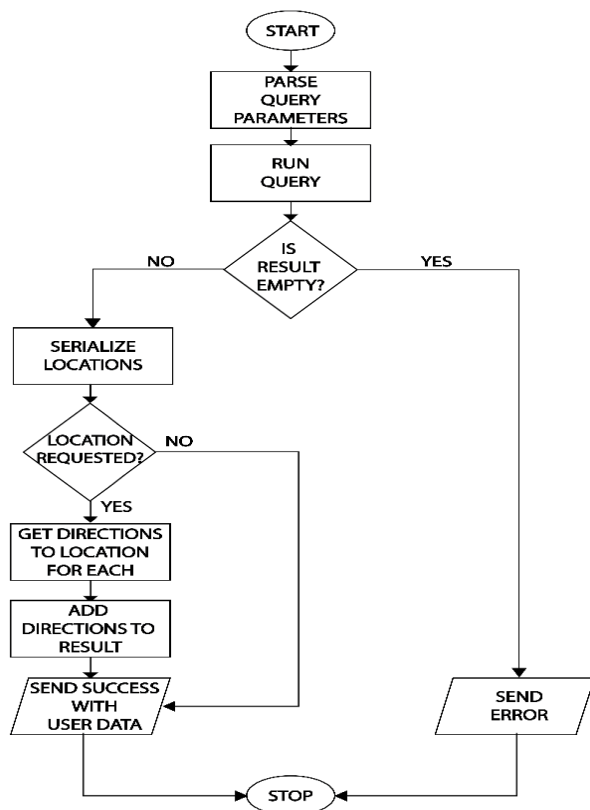 START
PARSE
QUERY
PARAMETERS
RUN
QUERY
IS
RESULT
EMPTY?
NO
YES
SERIALIZE
LOCATIONS
LOCATION
REQUESTED?
NO
YES
GET DIRECTIONS
TO LOCATION
FOR EACH
ADD
DIRECTIONS TO
RESULT
SEND SUCCESS
WITH
USER DATA
SEND
ERROR
STOP